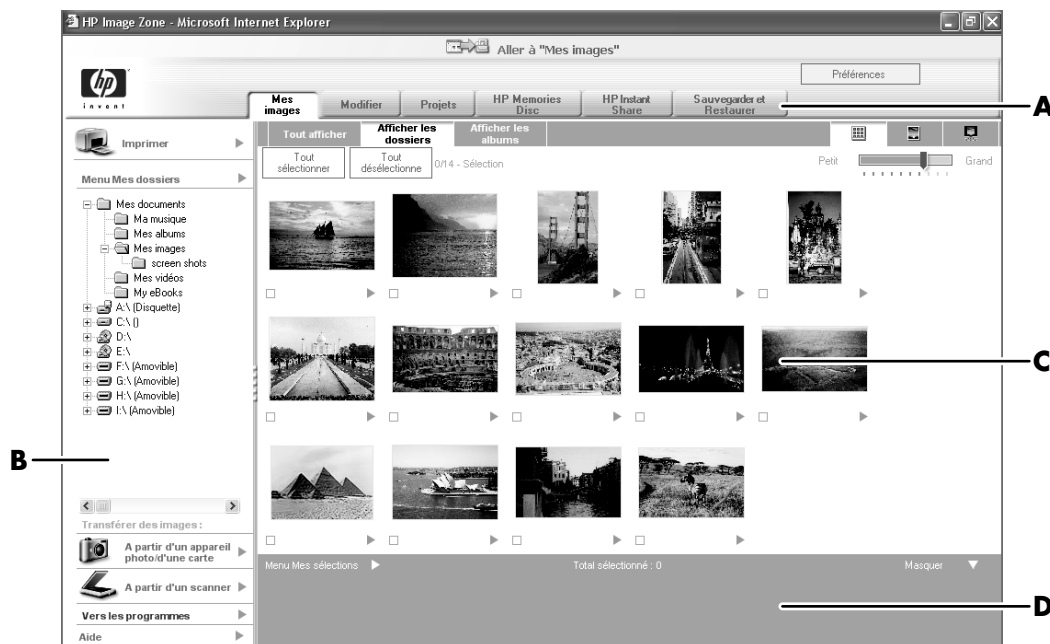 HP Image Zone - Microsoft Internet Explorer
Aller à "Mes images"
Préférences
hp
invent
Mes images
Modifier
Projets
HP Memories Disc
HP Instant Share
Sauvegarder et Restaurer
A
Imprimer
Tout afficher
Afficher les dossiers
Afficher les albums
Tout sélectionner
Tout désélectionne
0/14 - Sélection
Petit
Grand
Menu Mes dossiers
Mes documents
Ma musique
Mes albums
Mes images
screen shots
Mes vidéos
My eBooks
A:\ (Disquette)
C:\ ()
D:\
E:\
F:\ (Amovible)
G:\ (Amovible)
H:\ (Amovible)
I:\ (Amovible)
C
B
Transférer des images :
A partir d'un appareil photo/d'une carte
A partir d'un scanner
Vers les programmes
Aide
Menu Mes sélections
Total sélectionné : 0
Masquer
D